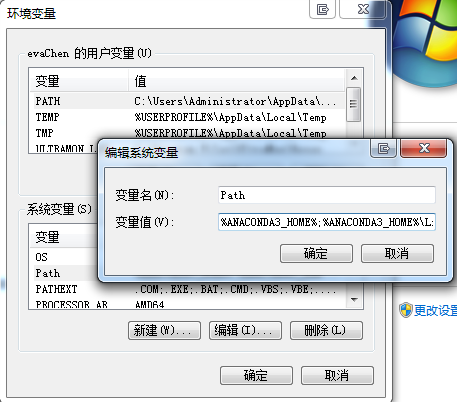 环境变量
evaChen 的用户变量(U)
变量 值
PATH C:\Users\Administrator\AppData\...
TEMP %USERPROFILE%\AppData\Local\Temp
TMP %USERPROFILE%\AppData\Local\Temp
编辑系统变量
变量名(N): Path
变量值(V): %ANACONDA3_HOME%;%ANACONDA3_HOME%\L
确定 取消
系统变量(S)
变量
OS
Path
PATHEXT .COM;.EXE;.BAT;.CMD;.VBS;.VBE;....
PROCESSOR_AR AMD64
新建(W)... 编辑(I)... 删除(L)
更改设置
确定 取消